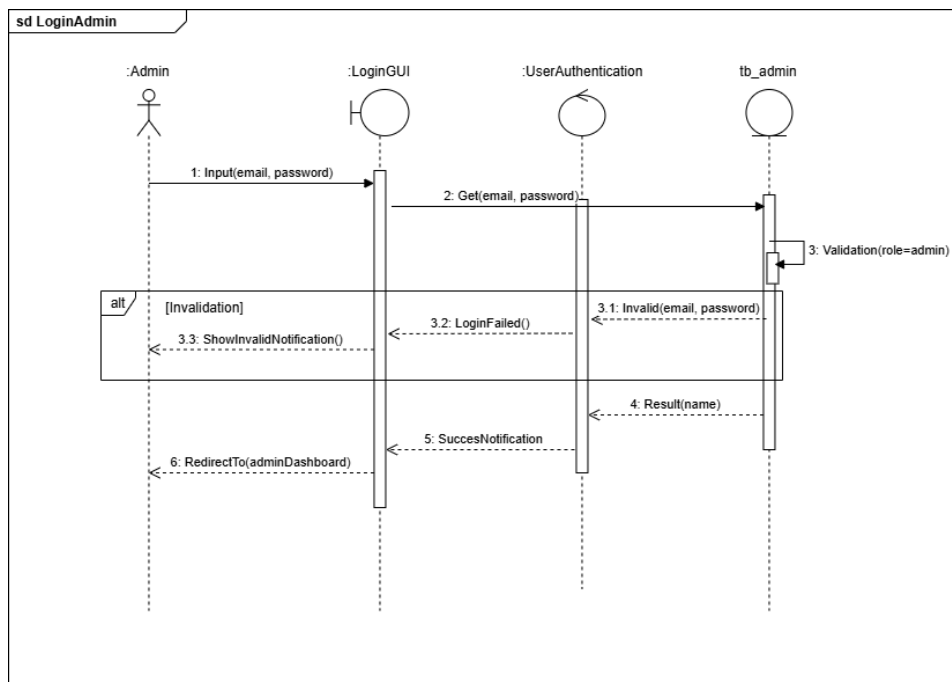 sd LoginAdmin
:Admin
:LoginGUI
:UserAuthentication
tb_admin
1: Input(email, password)
2: Get(email, password)
3: Validation(role=admin)
alt
[Invalidation]
3.1: Invalid(email, password)
3.2: LoginFailed()
3.3: ShowInvalidNotification()
4: Result(name)
5: SuccesNotification
6: RedirectTo(adminDashboard)